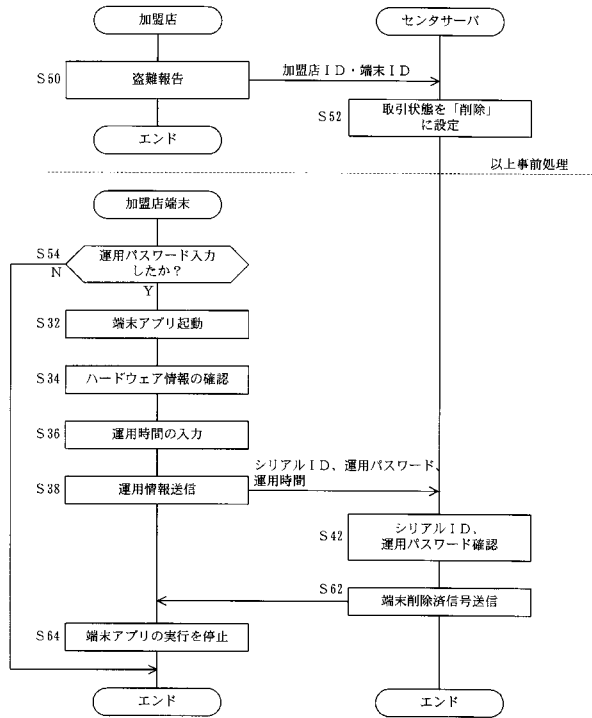 加盟店
センタサーバ
S50
盗難報告
加盟店ID・端末ID
S52
取引状態を「削除」
に設定
エンド
以上事前処理
加盟店端末
S54
運用パスワード入力
したか?
N
Y
S32
端末アプリ起動
S34
ハードウェア情報の確認
S36
運用時間の入力
シリアルID、運用パスワード、
運用時間
S38
運用情報送信
S42
シリアルID、
運用パスワード確認
S62
端末削除済信号送信
S64
端末アプリの実行を停止
エンド
エンド